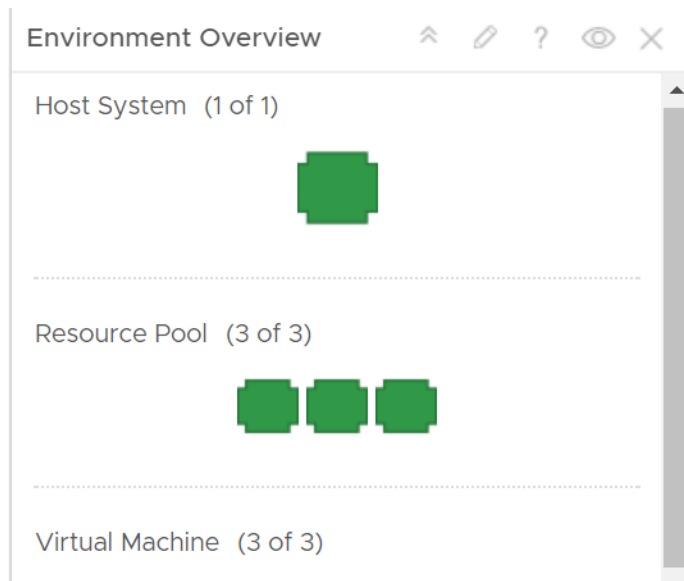 Environment Overview ?
Host System (1 of 1)
Resource Pool (3 of 3)
Virtual Machine (3 of 3)